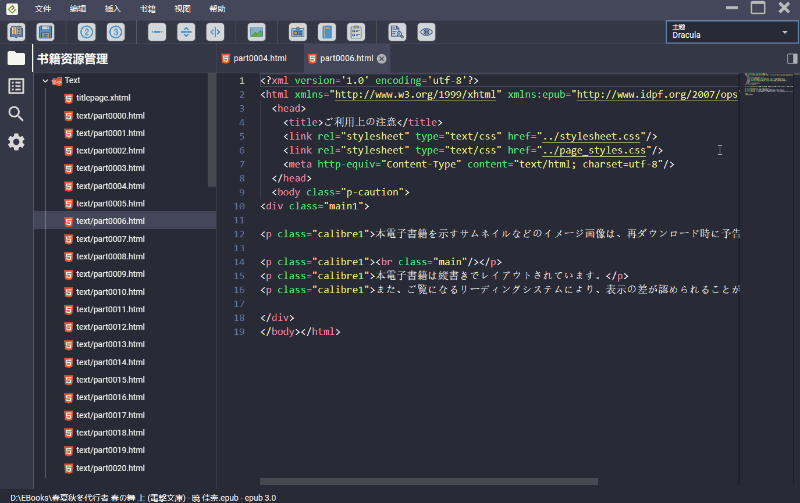 文件 编辑 插入 书籍 视图 帮助
主题
Dracula
书籍资源管理
part0004.html part0006.html
Text
titlepage.xhtml
text/part0000.html
text/part0001.html
text/part0002.html
text/part0003.html
text/part0004.html
text/part0005.html
text/part0006.html
text/part0007.html
text/part0008.html
text/part0009.html
text/part0010.html
text/part0011.html
text/part0012.html
text/part0013.html
text/part0014.html
text/part0015.html
text/part0016.html
text/part0017.html
text/part0018.html
text/part0019.html
text/part0020.html
1 <?xml version='1.0' encoding='utf-8'?>
2 <html xmlns="http://www.w3.org/1999/xhtml" xmlns:epub="http://www.idpf.org/2007/ops
3 <head>
4 <title>ご利用上の注意</title>
5 <link rel="stylesheet" type="text/css" href="../stylesheet.css"/>
6 <link rel="stylesheet" type="text/css" href="../page_styles.css"/>
7 <meta http-equiv="Content-Type" content="text/html; charset=utf-8"/>
8 </head>
9 <body class="p-caution">
10 <div class="main1">
11
12 <p class="calibre1">本電子書籍を示すサムネイルなどのイメージ画像は、再ダウンロード時に予告
13
14 <p class="calibre1"><br class="main"/></p>
15 <p class="calibre1">本電子書籍は縦書きでレイアウトされています。</p>
16 <p class="calibre1">また、ご覧になるリーディングシステムにより、表示の差が認められることが
17
18 </div>
19 </body></html>
D:\EBooks\春夏秋冬代行者 春の舞 上 (電撃文庫) - 暁 佳奈.epub - epub 3.0